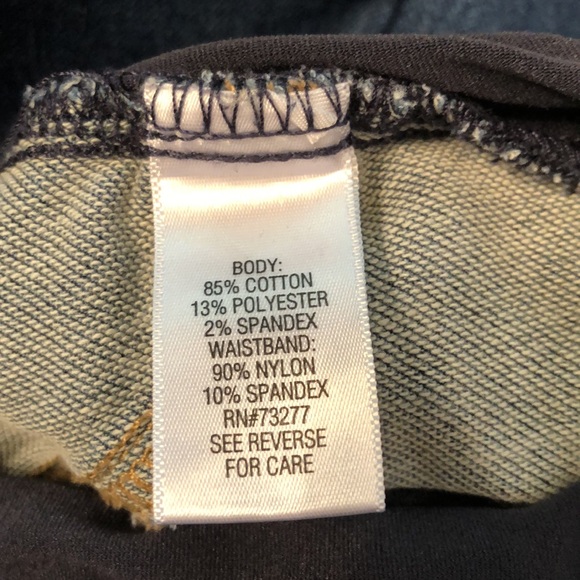 BODY:
85% COTTON
13% POLYESTER
2% SPANDEX
WAISTBAND:
90% NYLON
10% SPANDEX
RN#73277
SEE REVERSE
FOR CARE